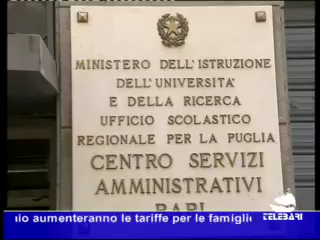 MINISTERO DELL'ISTRUZIONE
DELL'UNIVERSITA'
E DELLA RICERCA
UFFICIO SCOLASTICO
REGIONALE PER LA PUGLIA
CENTRO SERVIZI
AMMINISTRATIVI
BARI
io aumenteranno le tariffe per le famiglie
TELEBARI